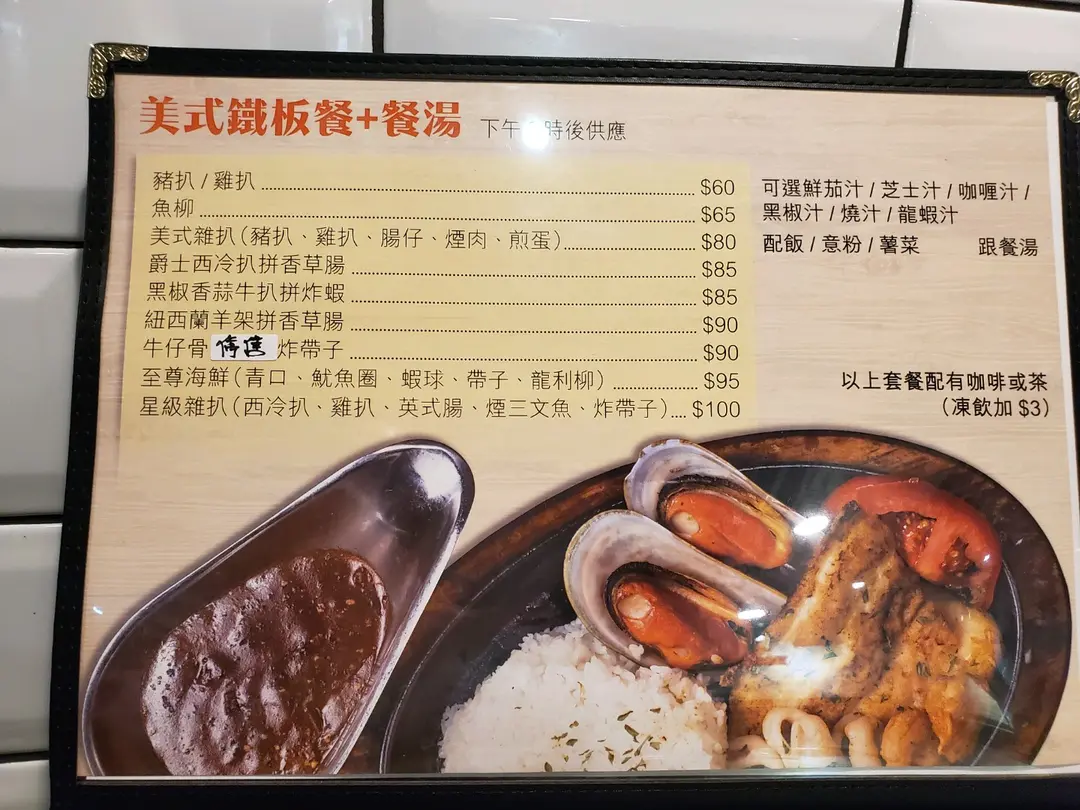 美式鐵板餐+餐湯 下午 時後供應
豬扒 / 雞扒 $60
魚柳 $65
美式雜扒(豬扒、雞扒、腸仔、煙肉、煎蛋) $80
爵士西冷扒拼香草腸 $85
黑椒香蒜牛扒拼炸蝦 $85
紐西蘭羊架拼香草腸 $90
牛仔骨 停售 炸帶子 $90
至尊海鮮(青口、魷魚圈、蝦球、帶子、龍利柳) $95
星級雜扒(西冷扒、雞扒、英式腸、煙三文魚、炸帶子) $100
可選鮮茄汁 / 芝士汁 / 咖喱汁 /
黑椒汁 / 燒汁 / 龍蝦汁
配飯 / 意粉 / 薯菜 跟餐湯
以上套餐配有咖啡或茶
(凍飲加 $3)